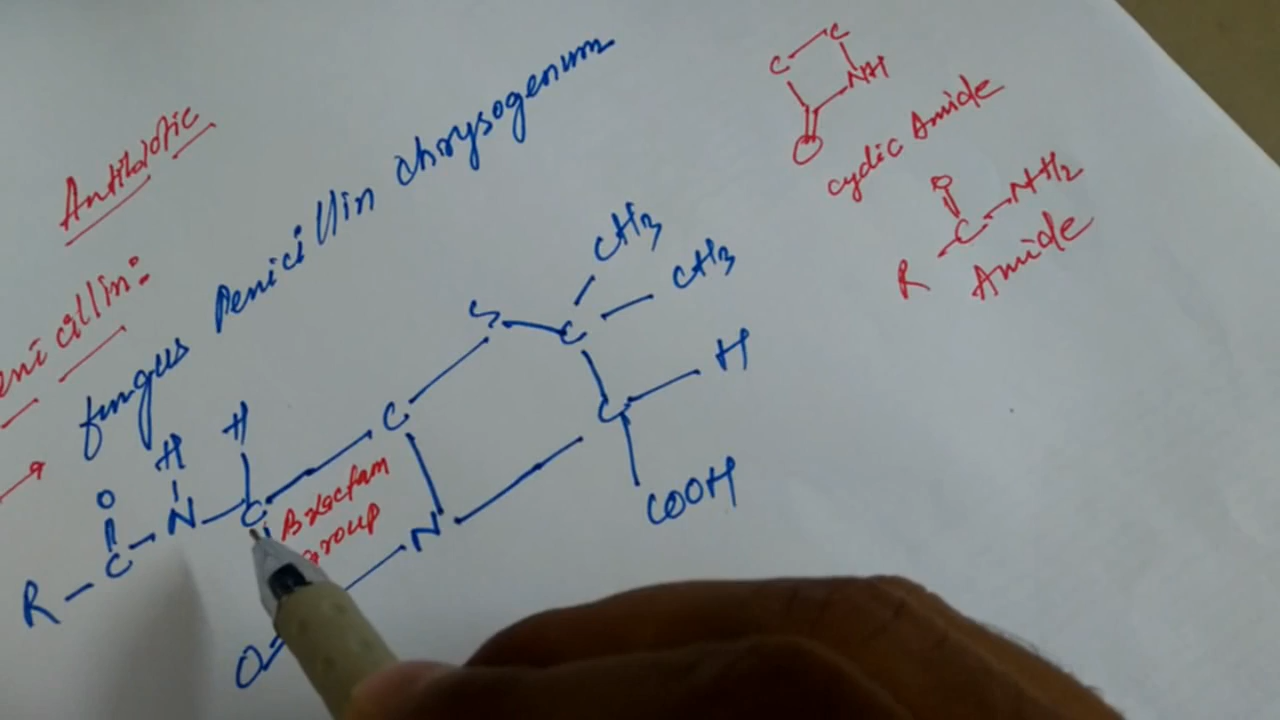 Antibiotic
enicillin:
fungus Penicillin chrysogenum
C C
NH
O
cyclic Amide
O
R C NH2
Amide
CH3
CH3
S C
H
C
C
H
H
O
R C N C
B lactam
group
N
COOH
O